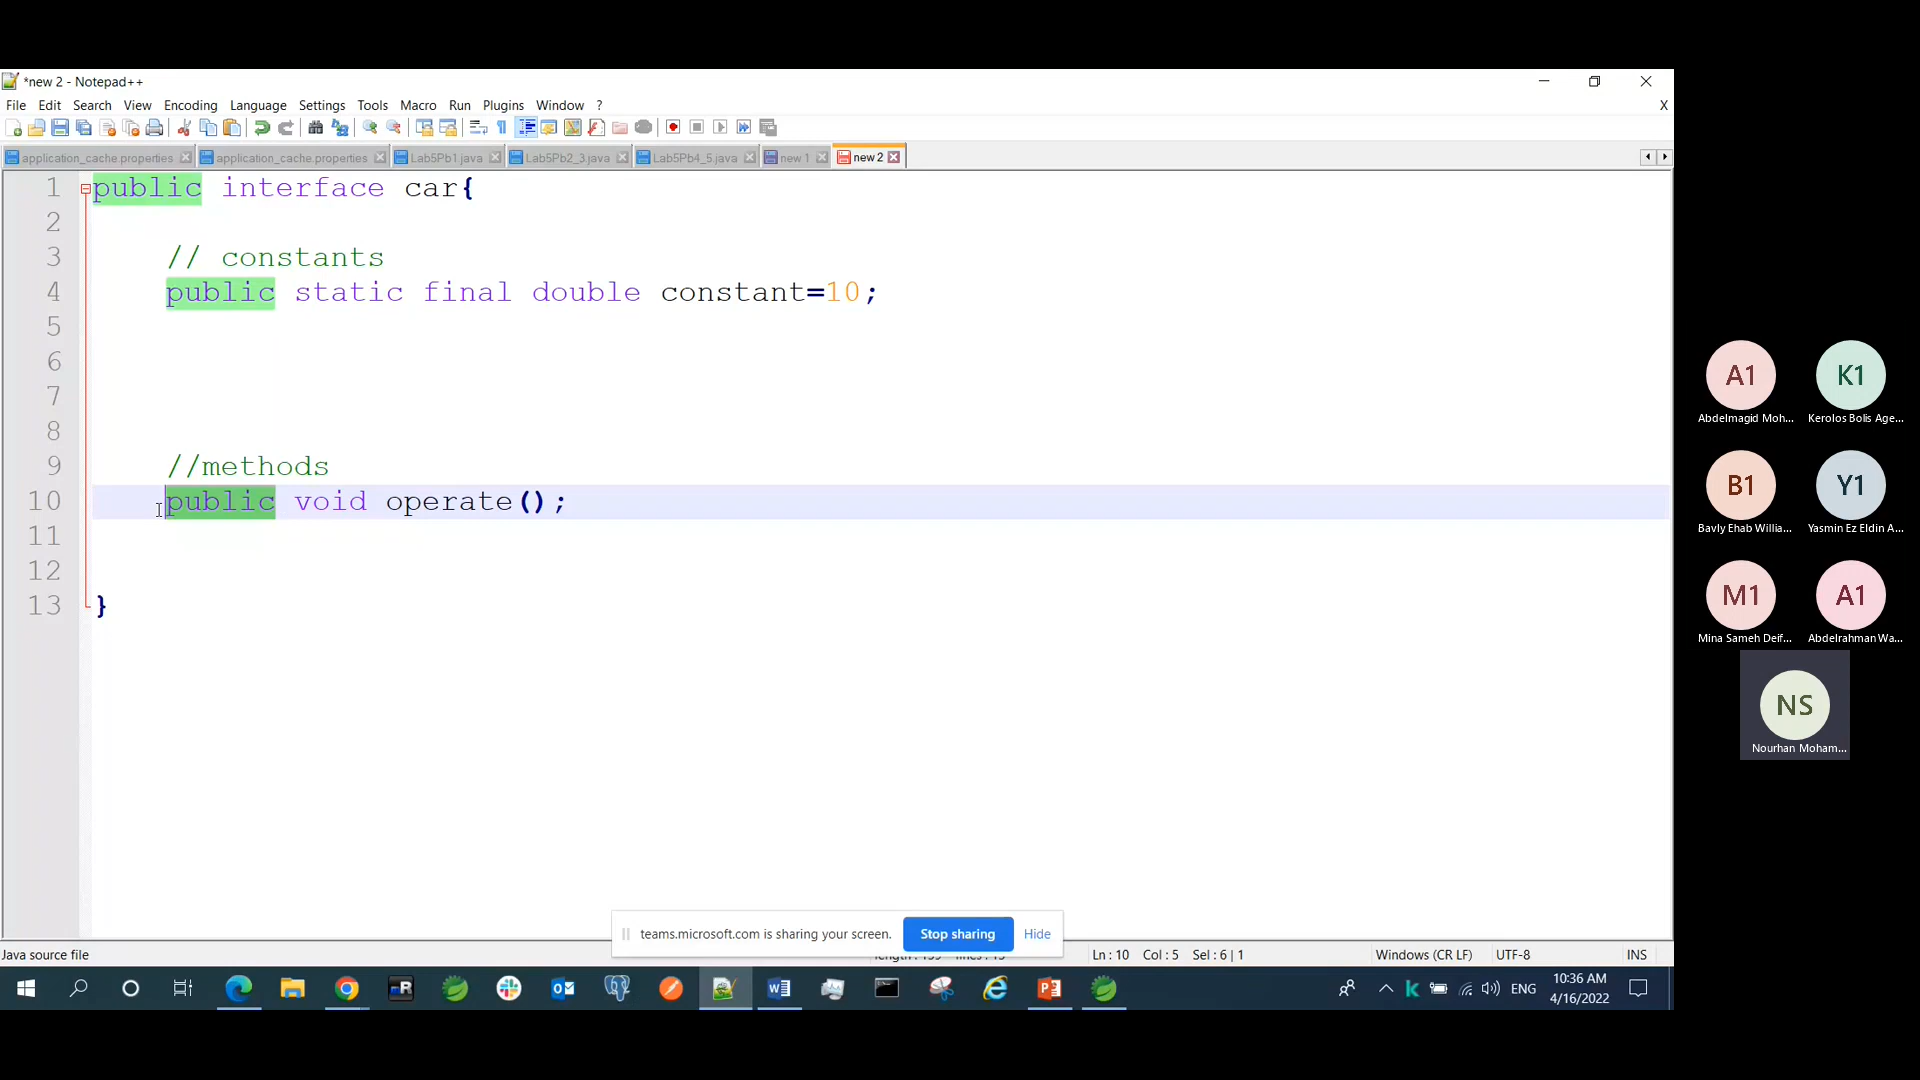 *new 2 - Notepad++
File Edit Search View Encoding Language Settings Tools Macro Run Plugins Window ?
X
application_cache.properties application_cache.properties Lab5Pb1.java Lab5Pb2_3.java Lab5Pb4_5.java new 1 new 2
1 public interface car{
2
3 // constants
4 public static final double constant=10;
5
6
7
8
9 //methods
10 public void operate();
11
12
13 }
A1
Abdelmagid Moh...
K1
Kerolos Bolis Age...
B1
Bavly Ehab Willia...
Y1
Yasmin Ez Eldin A...
M1
Mina Sameh Deif...
A1
Abdelrahman Wa...
NS
Nourhan Moham...
teams.microsoft.com is sharing your screen. Stop sharing Hide
Java source file
Ln : 10 Col : 5 Sel : 6 | 1 Windows (CR LF) UTF-8 INS
ENG
10:36 AM
4/16/2022